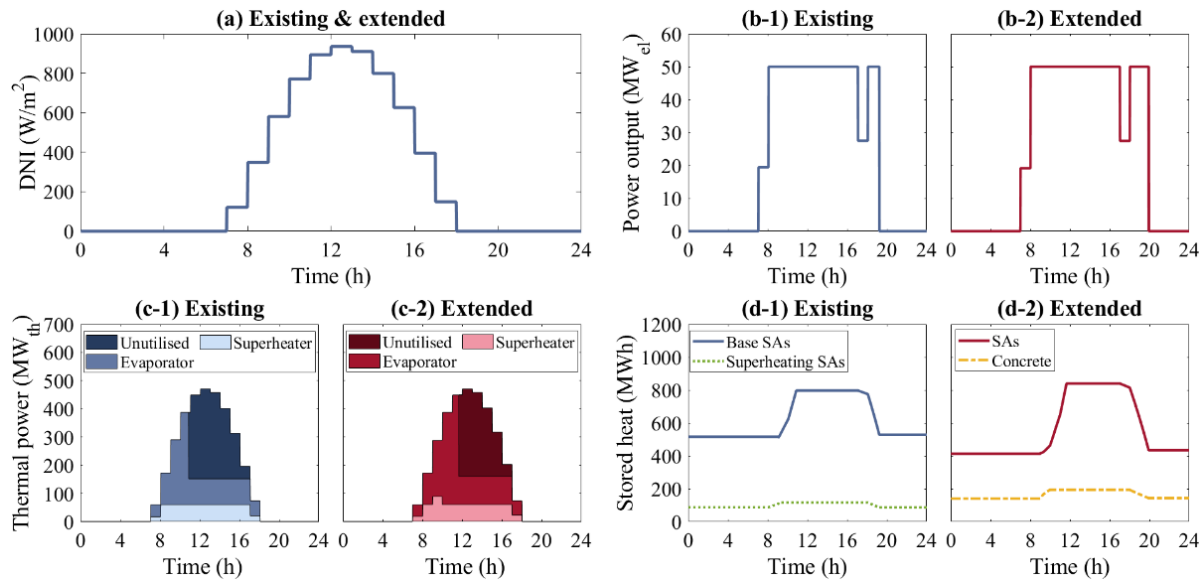 (a) Existing & extended
DNI (W/m²)
1000
800
600
400
200
0
0 4 8 12 16 20 24
Time (h)
(b-1) Existing
Power output (MW_el)
60
50
40
30
20
10
0
0 4 8 12 16 20 24
Time (h)
(b-2) Extended
0 4 8 12 16 20 24
Time (h)
(c-1) Existing
Thermal power (MW_th)
700
600
500
400
300
200
100
0
Unutilised Superheater
Evaporator
0 4 8 12 16 20 24
Time (h)
(c-2) Extended
Unutilised Superheater
Evaporator
0 4 8 12 16 20 24
Time (h)
(d-1) Existing
Stored heat (MWh)
1200
1000
800
600
400
200
0
Base SAs
Superheating SAs
0 4 8 12 16 20 24
Time (h)
(d-2) Extended
SAs
Concrete
0 4 8 12 16 20 24
Time (h)